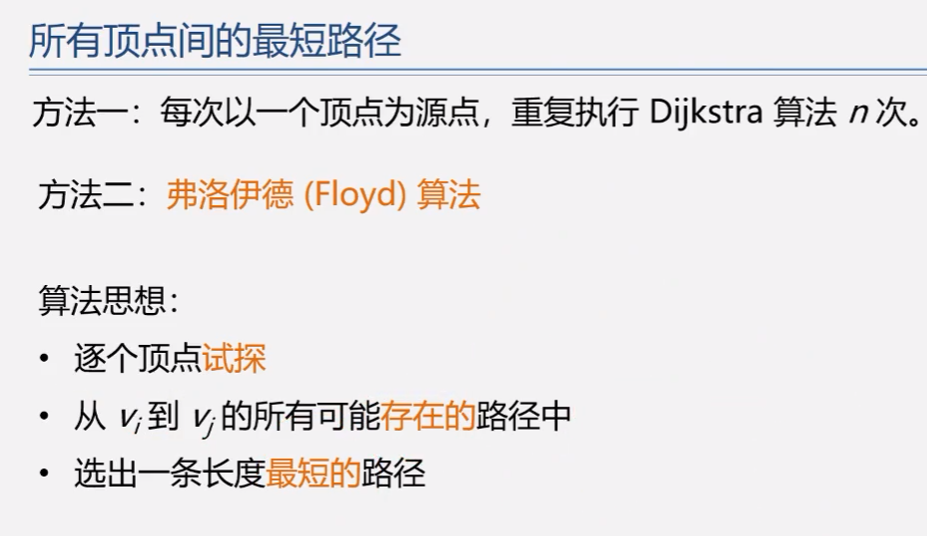 所有顶点间的最短路径
方法一：每次以一个顶点为源点，重复执行 Dijkstra 算法 n 次。
方法二：弗洛伊德 (Floyd) 算法
算法思想：
• 逐个顶点试探
• 从 vi 到 vj 的所有可能存在的路径中
• 选出一条长度最短的路径